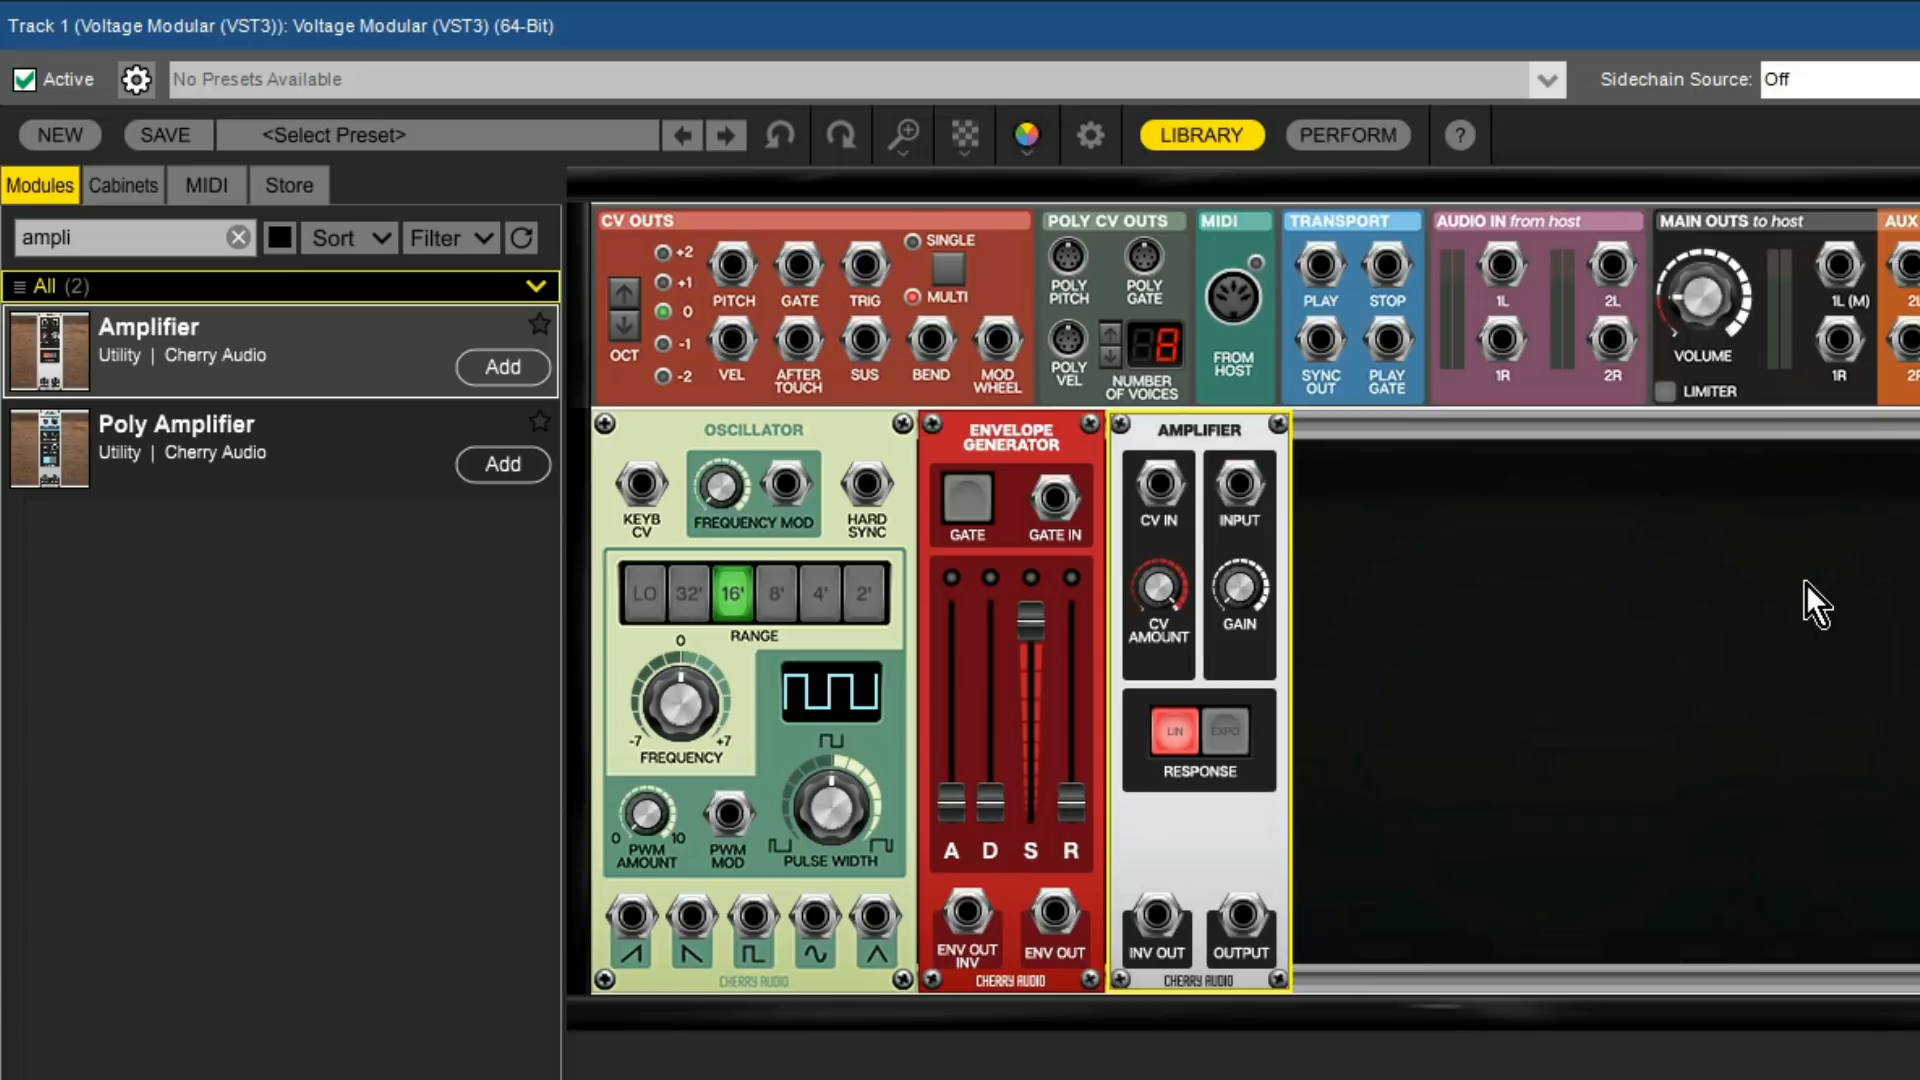 Track 1 (Voltage Modular (VST3)): Voltage Modular (VST3) (64-Bit)
Active
No Presets Available
Sidechain Source:
Off
NEW
SAVE
<Select Preset>
LIBRARY
PERFORM
?
Modules
Cabinets
MIDI
Store
ampli
Sort
Filter
All (2)
Amplifier
Utility | Cherry Audio
Add
Poly Amplifier
Utility | Cherry Audio
Add
CV OUTS
+2
+1
0
-1
-2
OCT
PITCH
GATE
TRIG
SINGLE
MULTI
VEL
AFTER
TOUCH
SUS
BEND
MOD
WHEEL
POLY CV OUTS
POLY
PITCH
POLY
GATE
POLY
VEL
8
NUMBER
OF VOICES
MIDI
FROM
HOST
TRANSPORT
PLAY
STOP
SYNC
OUT
PLAY
GATE
AUDIO IN from host
1L
2L
1R
2R
MAIN OUTS to host
VOLUME
LIMITER
1L (M)
1R
AUX
OSCILLATOR
KEYB
CV
FREQUENCY MOD
HARD
SYNC
LO
32'
16'
8'
4'
2'
RANGE
0
-7
+7
FREQUENCY
0
10
PWM
AMOUNT
PWM
MOD
PULSE WIDTH
CHERRY AUDIO
ENVELOPE
GENERATOR
GATE
GATE IN
A
D
S
R
ENV OUT
INV
ENV OUT
CHERRY AUDIO
AMPLIFIER
CV IN
INPUT
CV
AMOUNT
GAIN
LIN
EXPO
RESPONSE
INV OUT
OUTPUT
CHERRY AUDIO